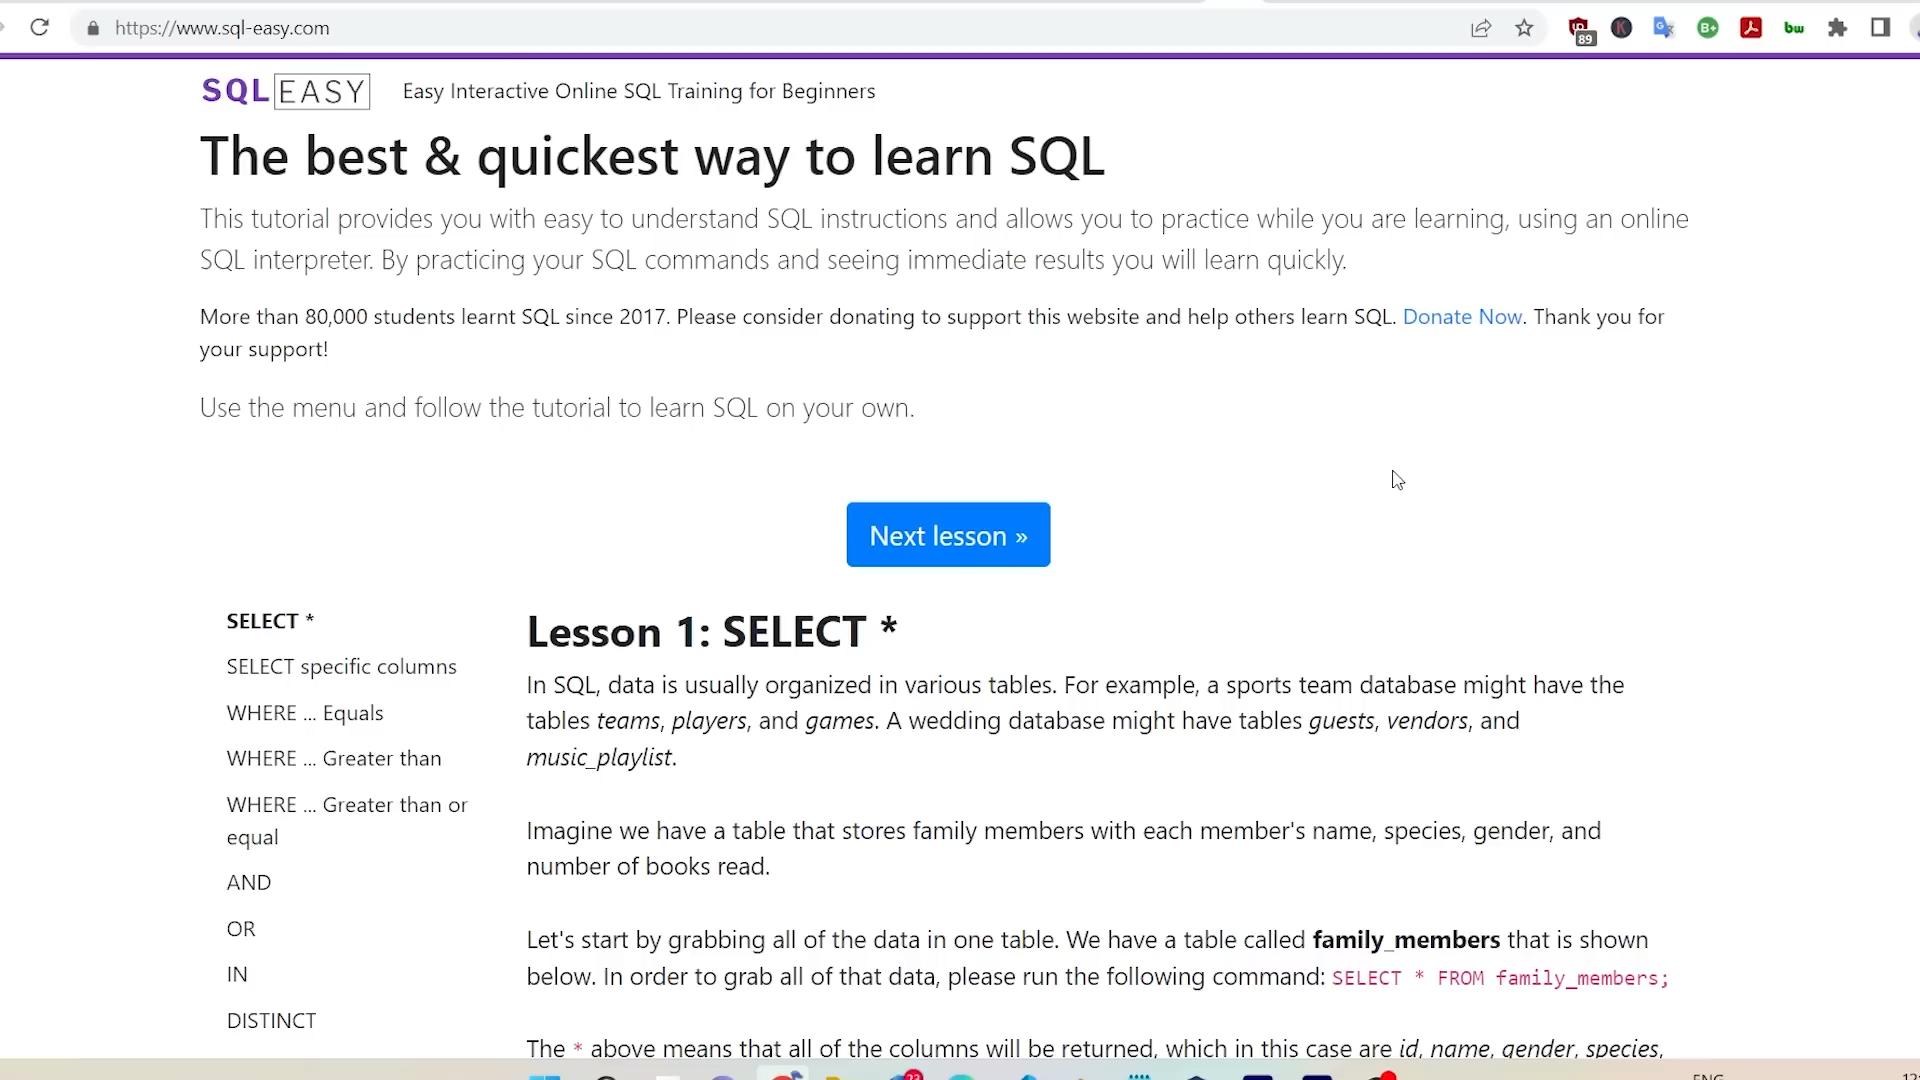 https://www.sql-easy.com
89
K
B+
bw
SQL EASY Easy Interactive Online SQL Training for Beginners
The best & quickest way to learn SQL
This tutorial provides you with easy to understand SQL instructions and allows you to practice while you are learning, using an online
SQL interpreter. By practicing your SQL commands and seeing immediate results you will learn quickly.
More than 80,000 students learnt SQL since 2017. Please consider donating to support this website and help others learn SQL. Donate Now. Thank you for
your support!
Use the menu and follow the tutorial to learn SQL on your own.
Next lesson »
SELECT *
SELECT specific columns
WHERE ... Equals
WHERE ... Greater than
WHERE ... Greater than or
equal
AND
OR
IN
DISTINCT
Lesson 1: SELECT *
In SQL, data is usually organized in various tables. For example, a sports team database might have the
tables teams, players, and games. A wedding database might have tables guests, vendors, and
music_playlist.
Imagine we have a table that stores family members with each member's name, species, gender, and
number of books read.
Let's start by grabbing all of the data in one table. We have a table called family_members that is shown
below. In order to grab all of that data, please run the following command: SELECT * FROM family_members;
The * above means that all of the columns will be returned, which in this case are id, name, gender, species,
23
ENG